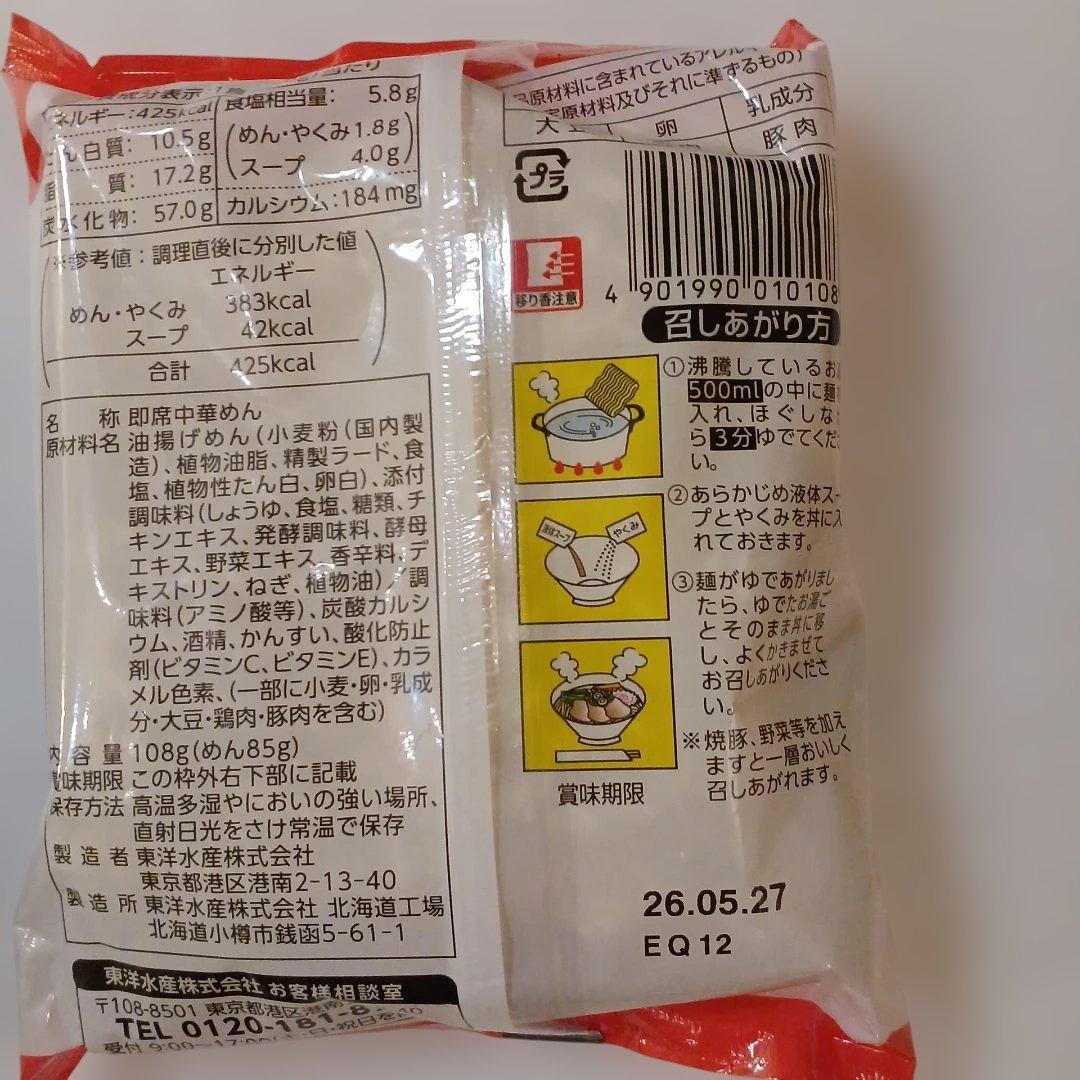 成分表示 1食
当たり
ネルギー：425kcal
たん白質： 10.5g
脂 質： 17.2g
炭水化物： 57.0g
食塩相当量： 5.8g
(めん・やくみ 1.8g
スープ 4.0g)
カルシウム：184mg
※参考値：調理直後に分別した値
エネルギー
めん・やくみ 383kcal
スープ 42kcal
合計 425kcal
名 称 即席中華めん
原材料名 油揚げめん(小麦粉(国内製
造)、植物油脂、精製ラード、食
塩、植物性たん白、卵白)、添付
調味料(しょうゆ、食塩、糖類、チ
キンエキス、発酵調味料、酵母
エキス、野菜エキス、香辛料、デ
キストリン、ねぎ、植物油)／調
味料(アミノ酸等)、炭酸カルシ
ウム、酒精、かんすい、酸化防止
剤(ビタミンC、ビタミンE)、カラ
メル色素、(一部に小麦・卵・乳成
分・大豆・鶏肉・豚肉を含む)
内容量 108g(めん85g)
賞味期限 この枠外右下部に記載
保存方法 高温多湿やにおいの強い場所、
直射日光をさけ常温で保存
製造者 東洋水産株式会社
東京都港区港南2-13-40
製造所 東洋水産株式会社 北海道工場
北海道小樽市銭函5-61-1
東洋水産株式会社 お客様相談室
〒108-8501 東京都港区港南
TEL 0120-181-8
受付 9:00～17:00
原材料に含まれているアレル
原材料及びそれに準ずるもの)
大 卵 乳成分
豚肉
プラ
移り香注意
4 901990 010108
召しあがり方
①沸騰しているお
500mlの中に麺
入れ、ほぐしな
ら3分ゆでてくだ
い。
液体スープ
やくみ
②あらかじめ液体スー
プとやくみを丼に入
れておきます。
③麺がゆであがりまし
たら、ゆでたお湯ご
とそのまま丼に移
し、よくかきまぜて
お召しあがりくださ
い。
※焼豚、野菜等を加え
ますと一層おいしく
召しあがれます。
賞味期限
26.05.27
EQ12